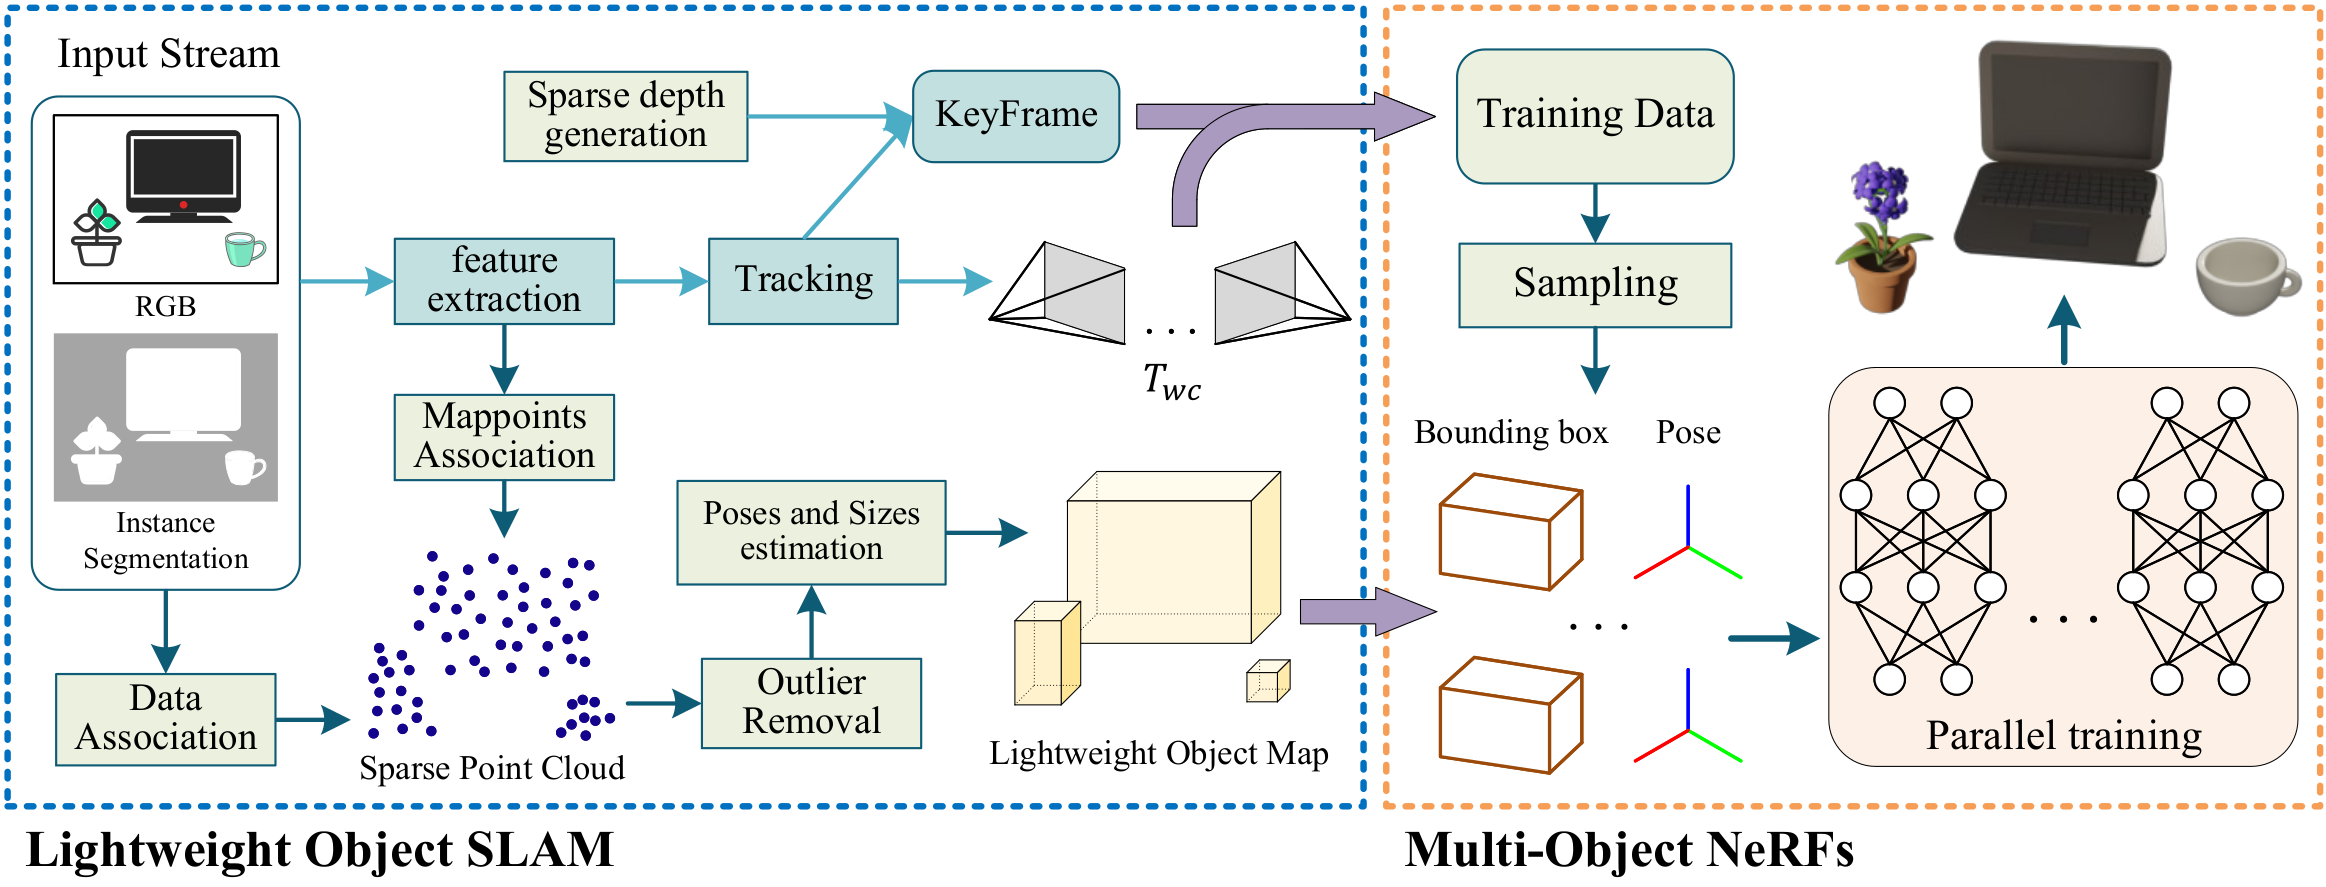 Input Stream
RGB
Instance
Segmentation
Data
Association
Sparse depth
generation
KeyFrame
feature
extraction
Tracking
. . .
T_{wc}
Mappoints
Association
Sparse Point Cloud
Outlier
Removal
Poses and Sizes
estimation
Lightweight Object Map
Lightweight Object SLAM
Training Data
Sampling
Bounding box
Pose
. . .
. . .
Parallel training
Multi-Object NeRFs